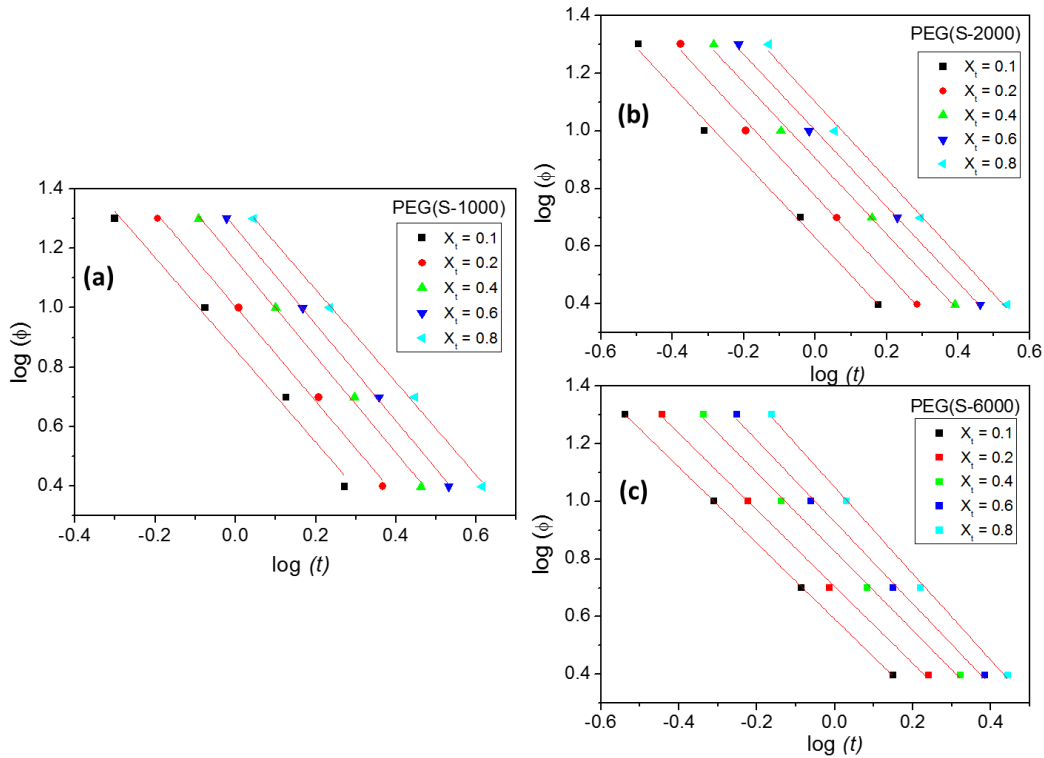 1.4
1.2
1.0
0.8
0.6
0.4
-0.4
-0.2
0.0
0.2
0.4
0.6
log (ϕ)
log (t)
(a)
PEG(S-1000)
X_t = 0.1
X_t = 0.2
X_t = 0.4
X_t = 0.6
X_t = 0.8
1.4
1.2
1.0
0.8
0.6
0.4
-0.6
-0.4
-0.2
0.0
0.2
0.4
0.6
log (ϕ)
log (t)
(b)
PEG(S-2000)
X_t = 0.1
X_t = 0.2
X_t = 0.4
X_t = 0.6
X_t = 0.8
1.4
1.2
1.0
0.8
0.6
0.4
-0.6
-0.4
-0.2
0.0
0.2
0.4
log (ϕ)
log (t)
(c)
PEG(S-6000)
X_t = 0.1
X_t = 0.2
X_t = 0.4
X_t = 0.6
X_t = 0.8